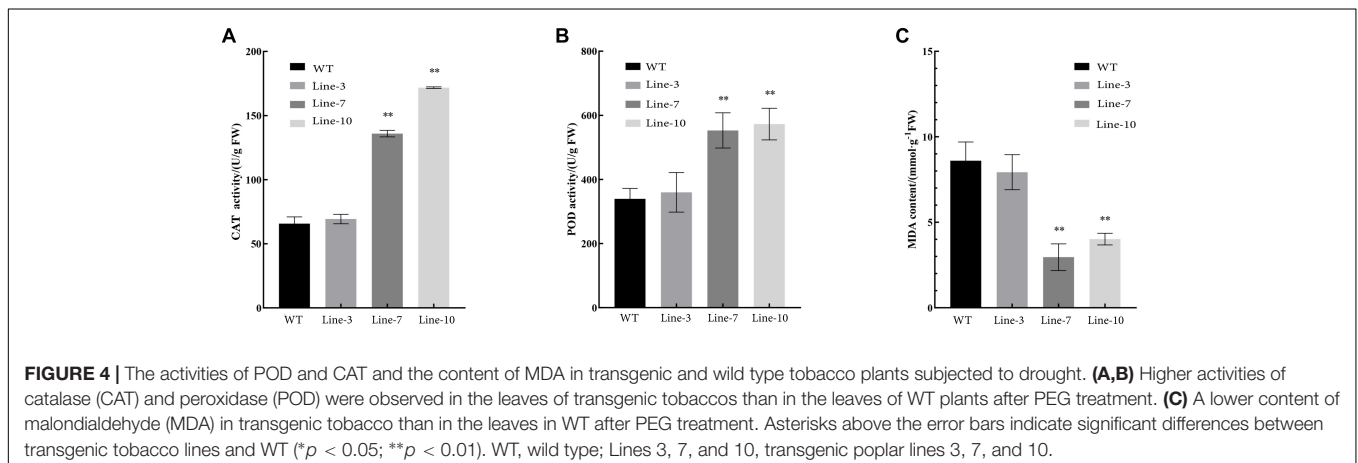 A
200
150
100
50
0
CAT activity/(U/g FW)
WT
Line-3
Line-7
Line-10
**
**
WT Line-3 Line-7 Line-10
B
800
600
400
200
0
POD activity/(U/g FW)
WT
Line-3
Line-7
Line-10
**
**
WT Line-3 Line-7 Line-10
C
15
10
5
0
MDA content/(mmol·g⁻¹FW)
WT
Line-3
Line-7
Line-10
**
**
WT Line-3 Line-7 Line-10
FIGURE 4 | The activities of POD and CAT and the content of MDA in transgenic and wild type tobacco plants subjected to drought. (A,B) Higher activities of
catalase (CAT) and peroxidase (POD) were observed in the leaves of transgenic tobaccos than in the leaves of WT plants after PEG treatment. (C) A lower content of
malondialdehyde (MDA) in transgenic tobacco than in the leaves in WT after PEG treatment. Asterisks above the error bars indicate significant differences between
transgenic tobacco lines and WT (*p < 0.05; **p < 0.01). WT, wild type; Lines 3, 7, and 10, transgenic poplar lines 3, 7, and 10.